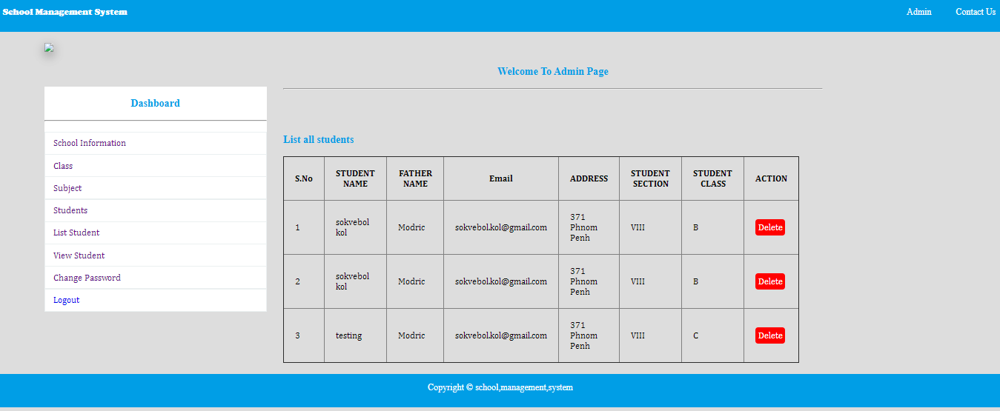 School Management System
Admin
Contact Us
Welcome To Admin Page
Dashboard
School Information
Class
Subject
Students
List Student
View Student
Change Password
Logout
List all students
S.No STUDENT NAME FATHER NAME Email ADDRESS STUDENT SECTION STUDENT CLASS ACTION
1 sokvebol kol Modric sokvebol.kol@gmail.com 371 Phnom Penh VIII B Delete
2 sokvebol kol Modric sokvebol.kol@gmail.com 371 Phnom Penh VIII B Delete
3 testing Modric sokvebol.kol@gmail.com 371 Phnom Penh VIII C Delete
Copyright © school,management,system